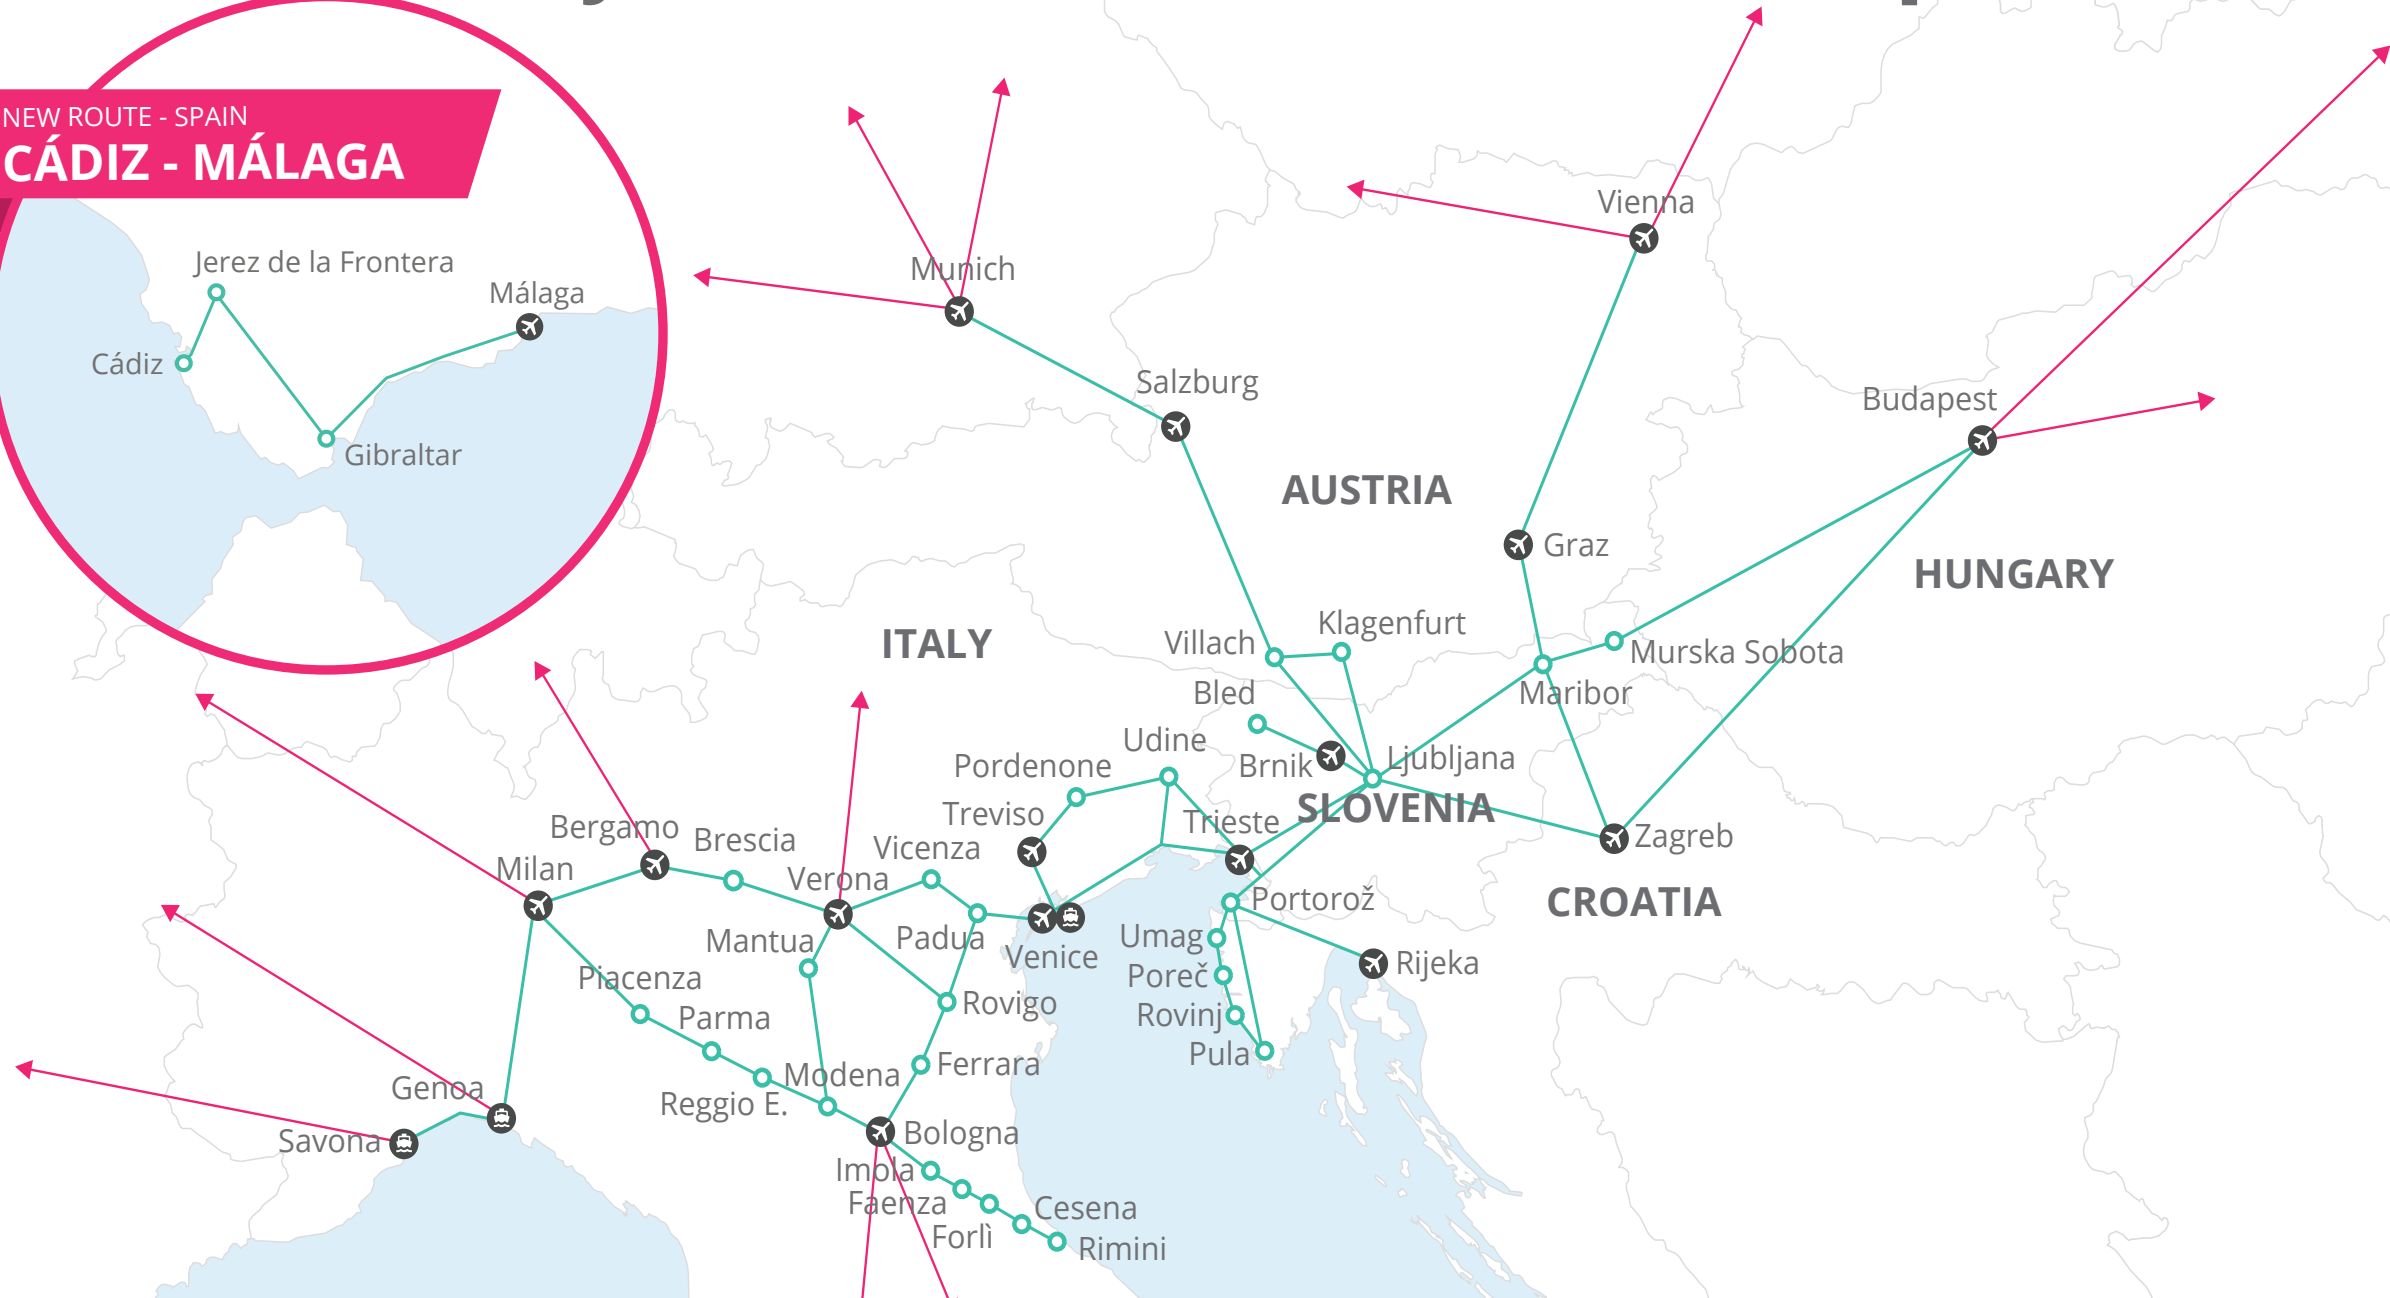 NEW ROUTE - SPAIN
CÁDIZ - MÁLAGA
Jerez de la Frontera
Málaga
Cádiz
Gibraltar
Vienna
Munich
Salzburg
Budapest
AUSTRIA
Graz
HUNGARY
Klagenfurt
ITALY
Villach
Murska Sobota
Bled
Maribor
Udine
Pordenone
Brnik
Ljubljana
SLOVENIA
Treviso
Trieste
Bergamo
Brescia
Vicenza
Zagreb
Milan
Verona
CROATIA
Portorož
Mantua
Padua
Venice
Umag
Rijeka
Piacenza
Poreč
Rovigo
Parma
Rovinj
Pula
Ferrara
Modena
Genoa
Reggio E.
Savona
Bologna
Imola
Faenza
Cesena
Forlì
Rimini